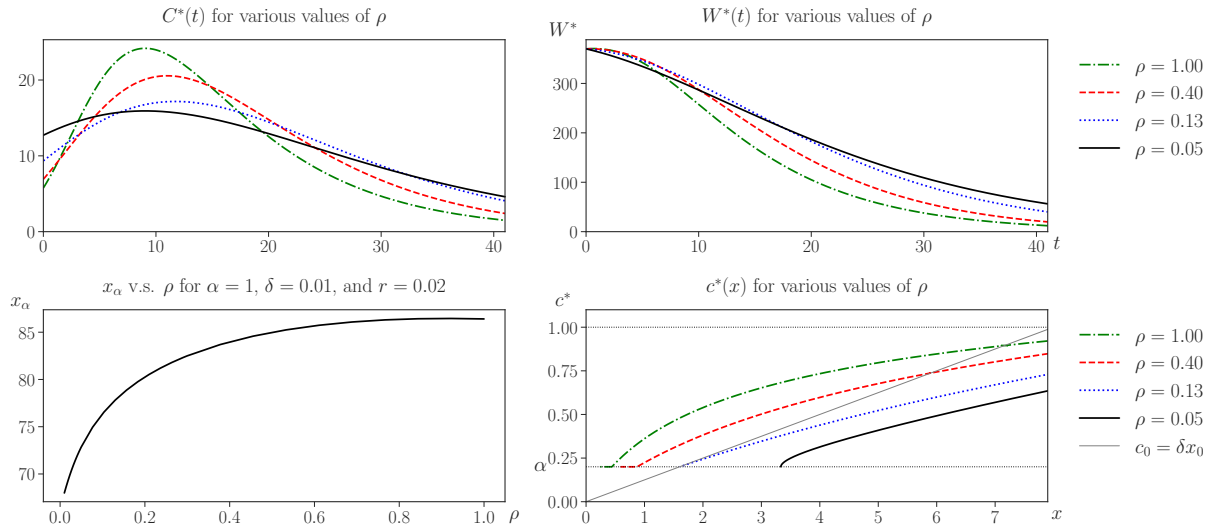 C*(t) for various values of ρ
0
10
20
0
10
20
30
40
W*(t) for various values of ρ
W*
0
100
200
300
0
10
20
30
40
t
ρ = 1.00
ρ = 0.40
ρ = 0.13
ρ = 0.05
x_α v.s. ρ for α = 1, δ = 0.01, and r = 0.02
x_α
85
80
75
70
0.0
0.2
0.4
0.6
0.8
1.0
ρ
c*(x) for various values of ρ
c*
1.00
0.75
0.50
α
0.25
0.00
0
1
2
3
4
5
6
7
x
ρ = 1.00
ρ = 0.40
ρ = 0.13
ρ = 0.05
c₀ = δx₀